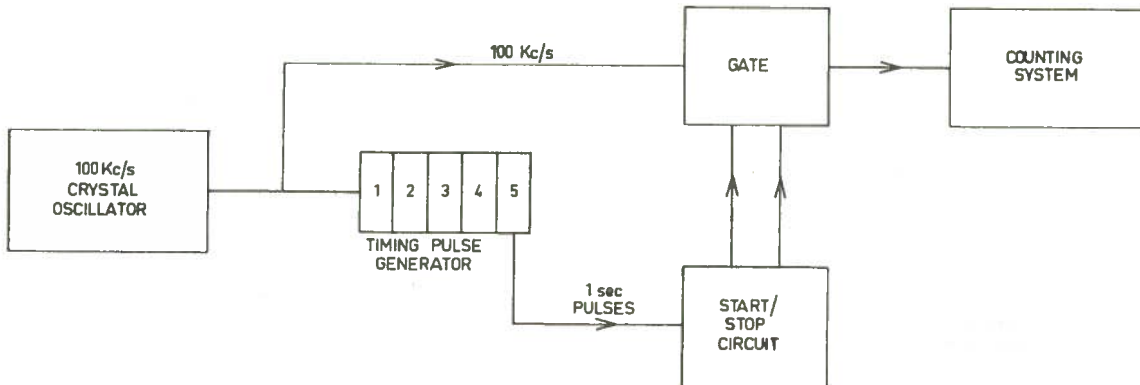 100 Kc/s
GATE
COUNTING
SYSTEM
100 Kc/s
CRYSTAL
OSCILLATOR
1 2 3 4 5
TIMING PULSE
GENERATOR
1 sec
PULSES
START/
STOP
CIRCUIT